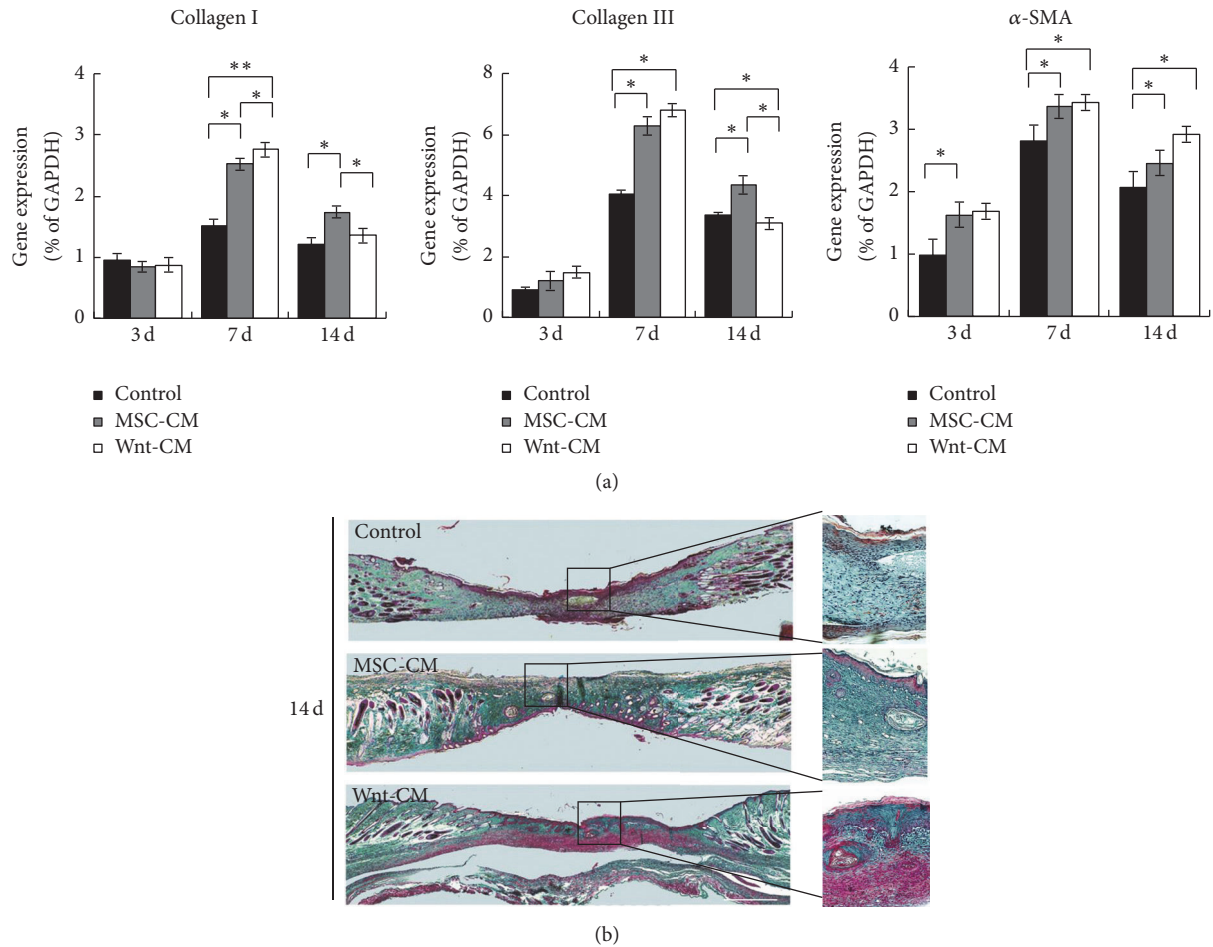 (a)
Collagen I
Gene expression
(% of GAPDH)
4
3
2
1
0
**
*
*
*
*
3 d
7 d
14 d
Control
MSC-CM
Wnt-CM
Collagen III
Gene expression
(% of GAPDH)
8
6
4
2
0
*
*
*
*
*
3 d
7 d
14 d
Control
MSC-CM
Wnt-CM
α-SMA
Gene expression
(% of GAPDH)
4
3
2
1
0
*
*
*
*
*
3 d
7 d
14 d
Control
MSC-CM
Wnt-CM
14 d
Control
MSC-CM
Wnt-CM
(b)